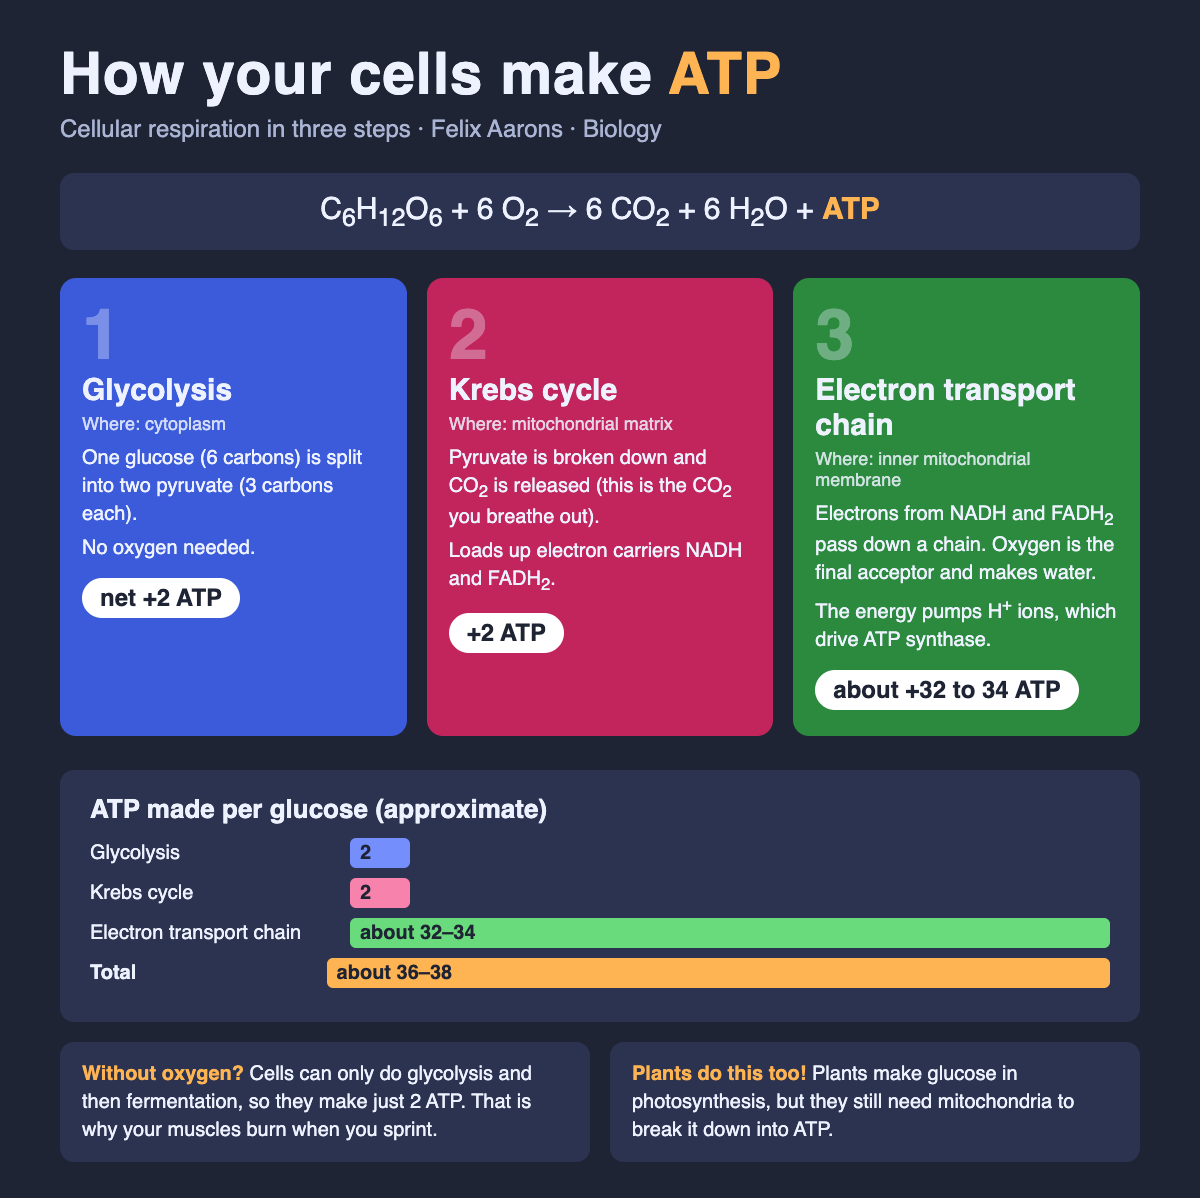 How your cells make ATP
Cellular respiration in three steps · Felix Aarons · Biology
C₆H₁₂O₆ + 6 O₂ → 6 CO₂ + 6 H₂O + ATP
1
Glycolysis
Where: cytoplasm
One glucose (6 carbons) is split
into two pyruvate (3 carbons
each).
No oxygen needed.
net +2 ATP
2
Krebs cycle
Where: mitochondrial matrix
Pyruvate is broken down and
CO₂ is released (this is the CO₂
you breathe out).
Loads up electron carriers NADH
and FADH₂.
+2 ATP
3
Electron transport
chain
Where: inner mitochondrial
membrane
Electrons from NADH and FADH₂
pass down a chain. Oxygen is the
final acceptor and makes water.
The energy pumps H⁺ ions, which
drive ATP synthase.
about +32 to 34 ATP
ATP made per glucose (approximate)
Glycolysis 2
Krebs cycle 2
Electron transport chain about 32–34
Total about 36–38
Without oxygen? Cells can only do glycolysis and
then fermentation, so they make just 2 ATP. That is
why your muscles burn when you sprint.
Plants do this too! Plants make glucose in
photosynthesis, but they still need mitochondria to
break it down into ATP.